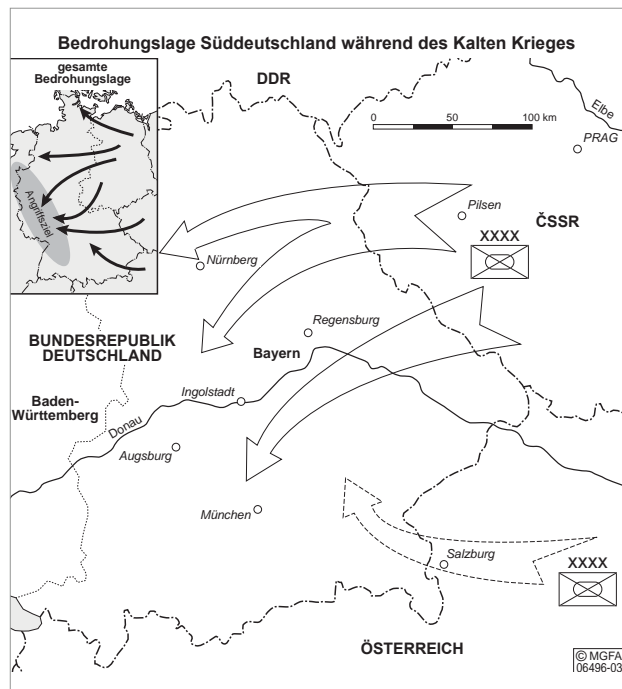 Bedrohungslage Süddeutschland während des Kalten Krieges
gesamte
Bedrohungslage
Angriffsziel
DDR
0
50
100 km
Elbe
PRAG
Pilsen
ČSSR
XXXX
Nürnberg
BUNDESREPUBLIK
DEUTSCHLAND
Regensburg
Bayern
Baden-
Württemberg
Ingolstadt
Donau
Augsburg
München
Salzburg
XXXX
ÖSTERREICH
© MGFA
06496-03